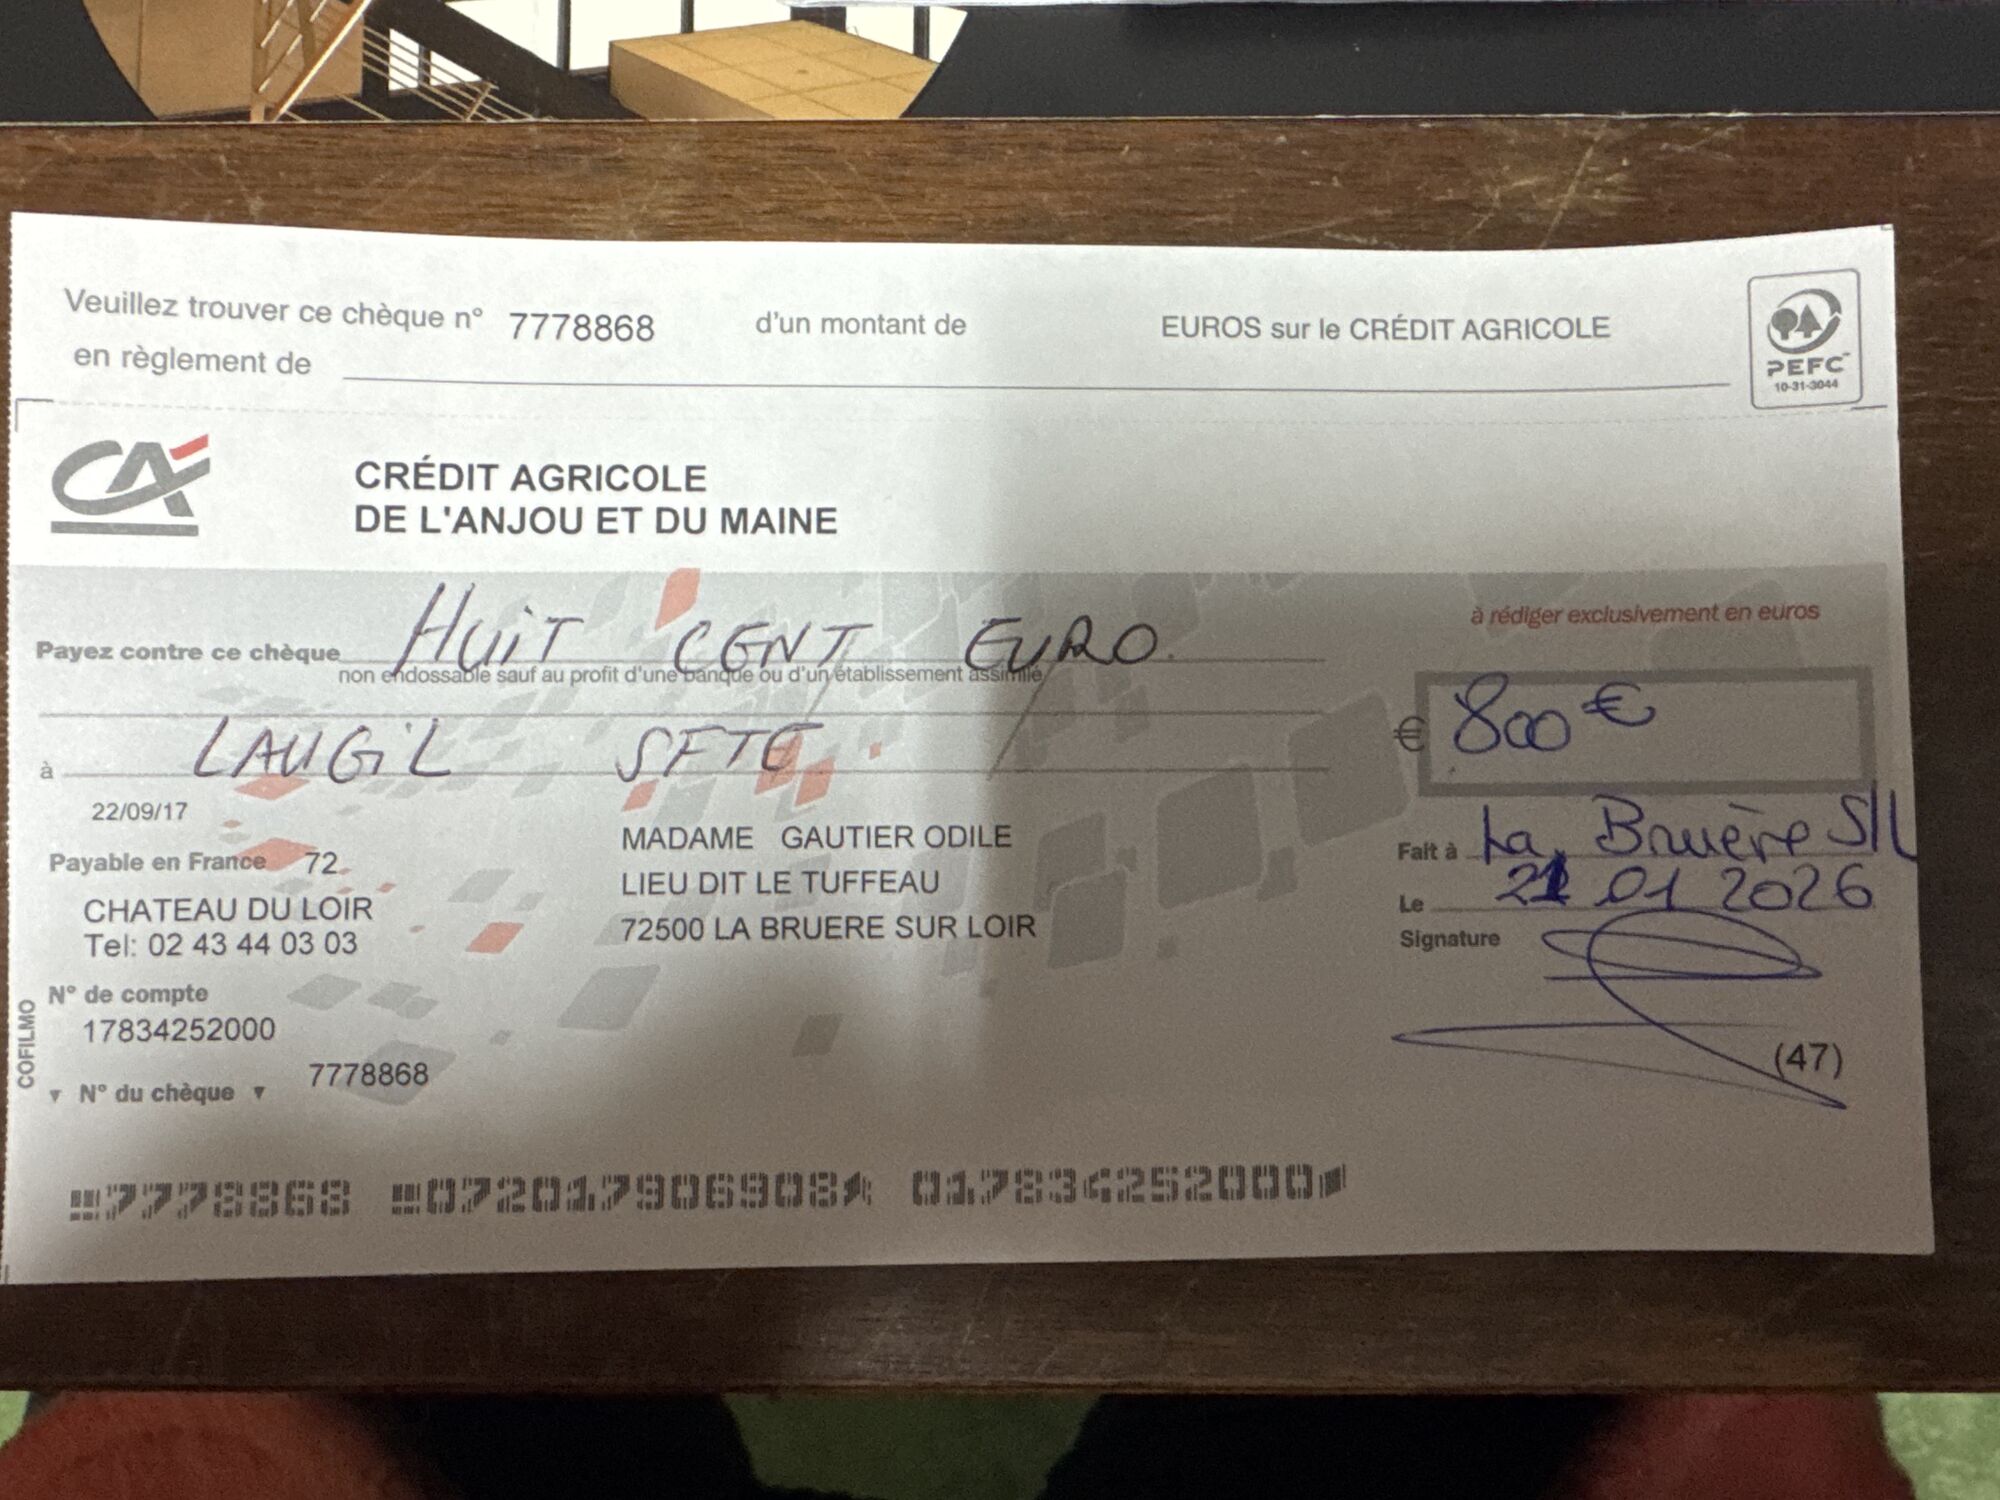 Veuillez trouver ce chèque n° 7778868 d'un montant de EUROS sur le CRÉDIT AGRICOLE
en règlement de
PEFC
10-31-3044
CA
CRÉDIT AGRICOLE
DE L'ANJOU ET DU MAINE
à rédiger exclusivement en euros
Payez contre ce chèque HUIT CENT EURO
non endossable sauf au profit d'une banque ou d'un établissement assimilé
€ 800 €
à LAUGIL SFTE
22/09/17
MADAME GAUTIER ODILE
LIEU DIT LE TUFFEAU
72500 LA BRUERE SUR LOIR
Payable en France 72
CHATEAU DU LOIR
Tel: 02 43 44 03 03
Fait à La Bruère S/L
Le 21 01 2026
Signature
N° de compte
17834252000
(47)
COFILMO
N° du chèque 7778868
7778868 072017906908 017834252000